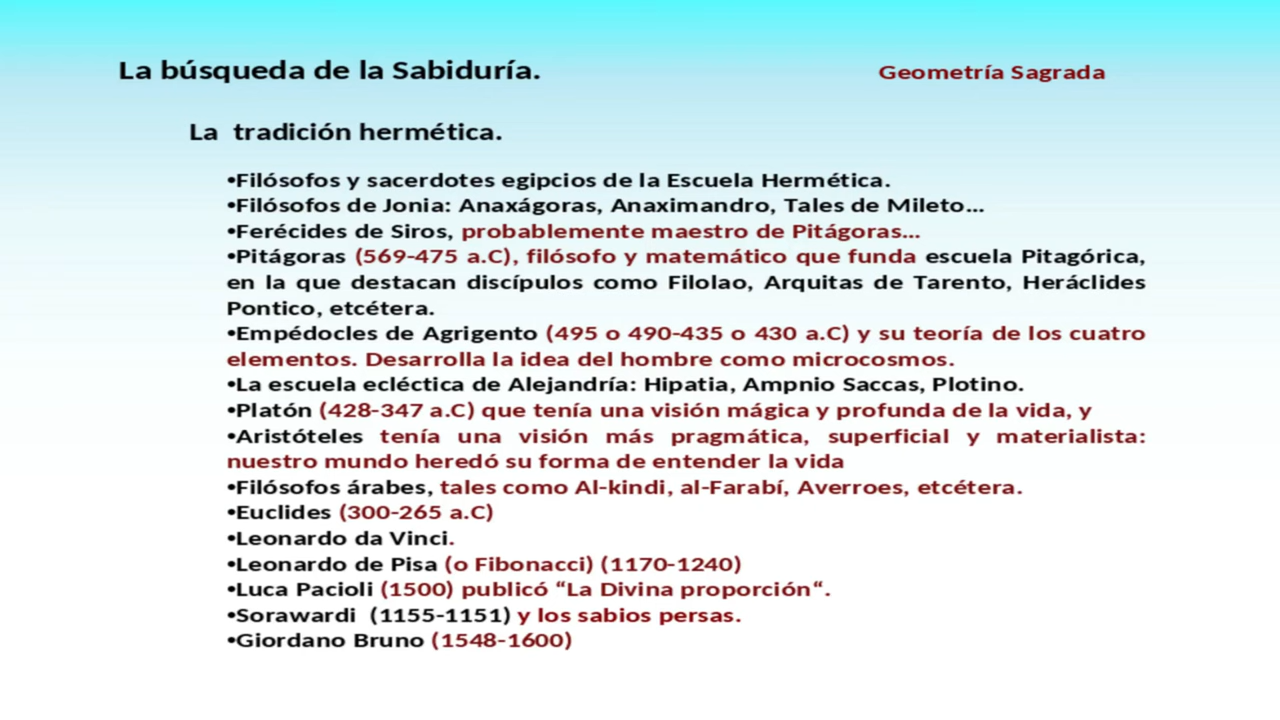 La búsqueda de la Sabiduría.
Geometría Sagrada
La tradición hermética.
•Filósofos y sacerdotes egipcios de la Escuela Hermética.
•Filósofos de Jonia: Anaxágoras, Anaximandro, Tales de Mileto...
•Ferécides de Siros, probablemente maestro de Pitágoras...
•Pitágoras (569-475 a.C), filósofo y matemático que funda escuela Pitagórica,
en la que destacan discípulos como Filolao, Arquitas de Tarento, Heráclides
Pontico, etcétera.
•Empédocles de Agrigento (495 o 490-435 o 430 a.C) y su teoría de los cuatro
elementos. Desarrolla la idea del hombre como microcosmos.
•La escuela ecléctica de Alejandría: Hipatia, Ampnio Saccas, Plotino.
•Platón (428-347 a.C) que tenía una visión mágica y profunda de la vida, y
•Aristóteles tenía una visión más pragmática, superficial y materialista:
nuestro mundo heredó su forma de entender la vida
•Filósofos árabes, tales como Al-kindi, al-Farabí, Averroes, etcétera.
•Euclides (300-265 a.C)
•Leonardo da Vinci.
•Leonardo de Pisa (o Fibonacci) (1170-1240)
•Luca Pacioli (1500) publicó “La Divina proporción“.
•Sorawardi (1155-1151) y los sabios persas.
•Giordano Bruno (1548-1600)